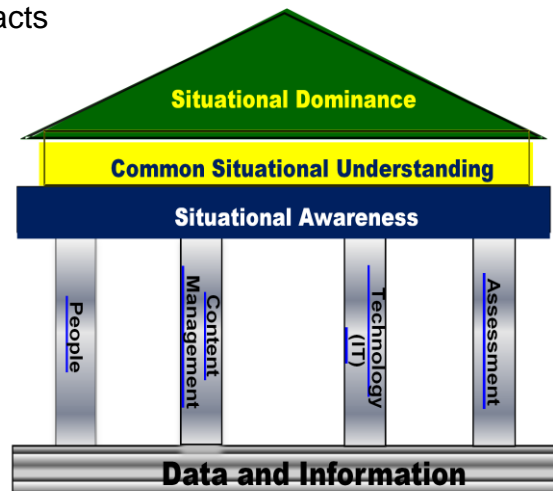 acts
Situational Dominance
Common Situational Understanding
Situational Awareness
People
Content
Management
Technology
(IT)
Assessment
Data and Information